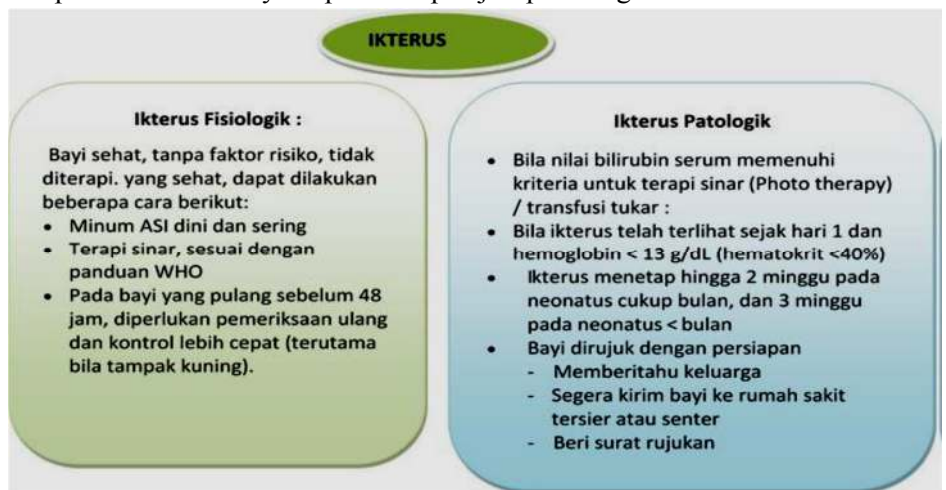 IKTERUS
Ikterus Fisiologik :
Bayi sehat, tanpa faktor risiko, tidak
diterapi. yang sehat, dapat dilakukan
beberapa cara berikut:
• Minum ASI dini dan sering
• Terapi sinar, sesuai dengan
panduan WHO
• Pada bayi yang pulang sebelum 48
jam, diperlukan pemeriksaan ulang
dan kontrol lebih cepat (terutama
bila tampak kuning).
Ikterus Patologik
• Bila nilai bilirubin serum memenuhi
kriteria untuk terapi sinar (Photo therapy)
/ transfusi tukar :
• Bila ikterus telah terlihat sejak hari 1 dan
hemoglobin < 13 g/dL (hematokrit <40%)
• Ikterus menetap hingga 2 minggu pada
neonatus cukup bulan, dan 3 minggu
pada neonatus < bulan
• Bayi dirujuk dengan persiapan
- Memberitahu keluarga
- Segera kirim bayi ke rumah sakit
tersier atau senter
- Beri surat rujukan